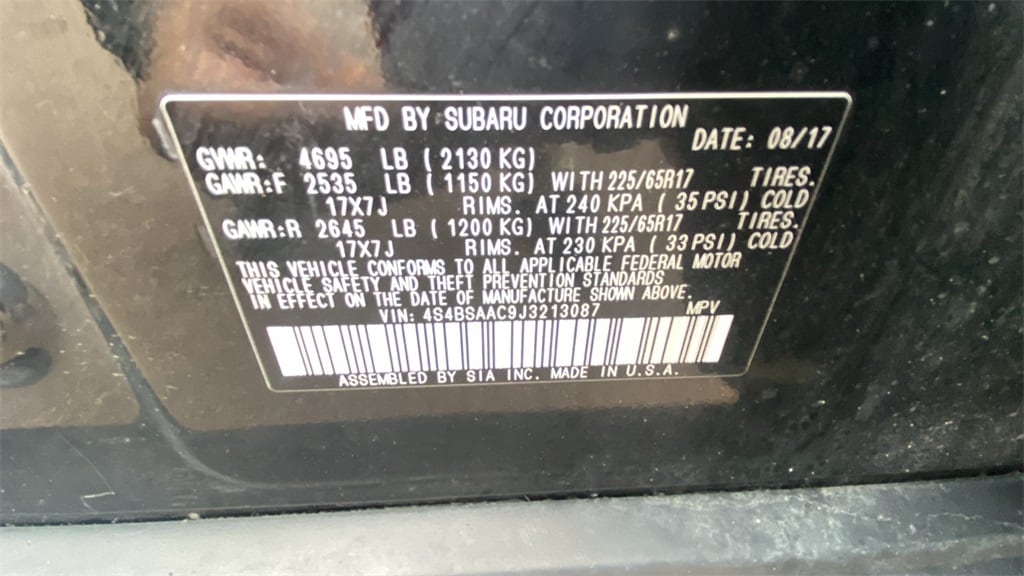 MFD BY SUBARU CORPORATION
DATE: 08/17
GVWR: 4695 LB ( 2130 KG)
GAWR:F 2535 LB ( 1150 KG) WITH 225/65R17 TIRES.
17X7J RIMS. AT 240 KPA ( 35 PSI) COLD
GAWR:R 2645 LB ( 1200 KG) WITH 225/65R17 TIRES.
17X7J RIMS. AT 230 KPA ( 33 PSI) COLD
THIS VEHICLE CONFORMS TO ALL APPLICABLE FEDERAL MOTOR
VEHICLE SAFETY AND THEFT PREVENTION STANDARDS
IN EFFECT ON THE DATE OF MANUFACTURE SHOWN ABOVE.
VIN: 4S4BSAAC9J3213087 MPV
ASSEMBLED BY SIA INC. MADE IN U.S.A.